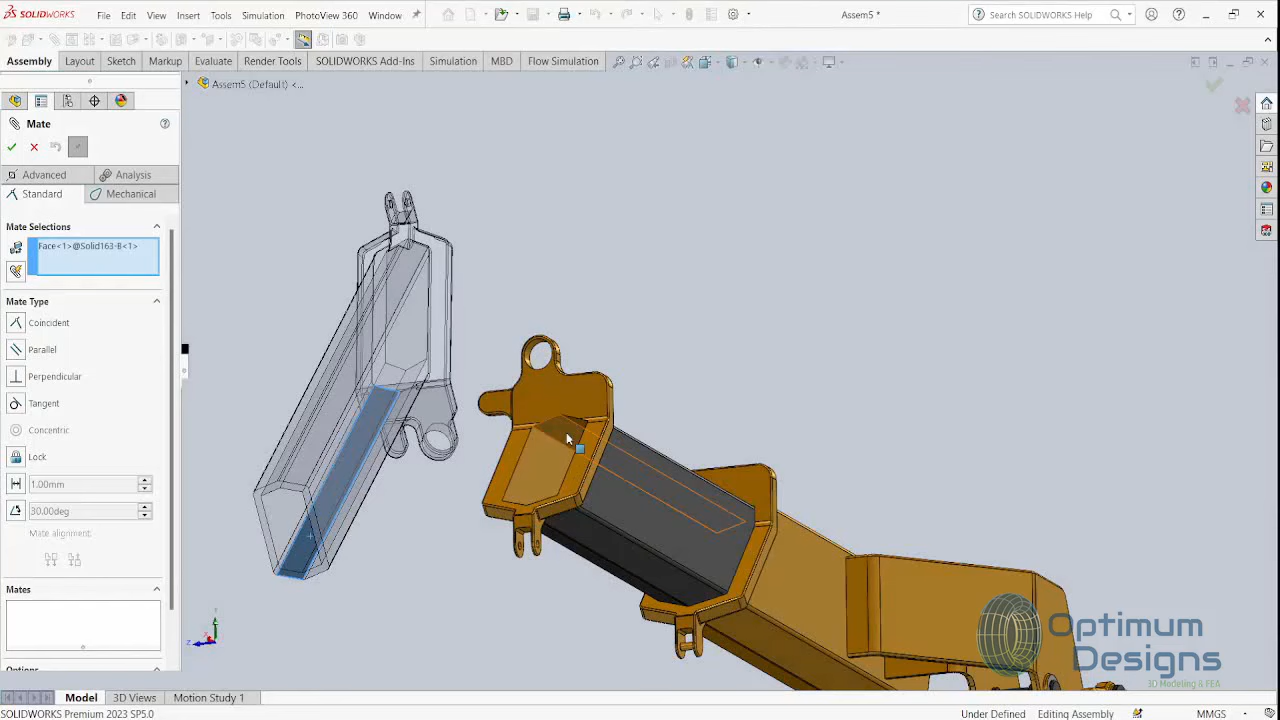 SOLIDWORKS File Edit View Insert Tools Simulation PhotoView 360 Window Assem5 * Search SOLIDWORKS Help
Assembly Layout Sketch Markup Evaluate Render Tools SOLIDWORKS Add-Ins Simulation MBD Flow Simulation
Assem5 (Default) <...
Mate
Advanced Analysis
Standard Mechanical
Mate Selections
Face<1>@Solid163-B<1>
Mate Type
Coincident
Parallel
Perpendicular
Tangent
Concentric
Lock
1.00mm
30.00deg
Mate alignment:
Mates
Options
Optimum
Designs
3D Modeling & FEA
Model 3D Views Motion Study 1
SOLIDWORKS Premium 2023 SP5.0 Under Defined Editing Assembly MMGS